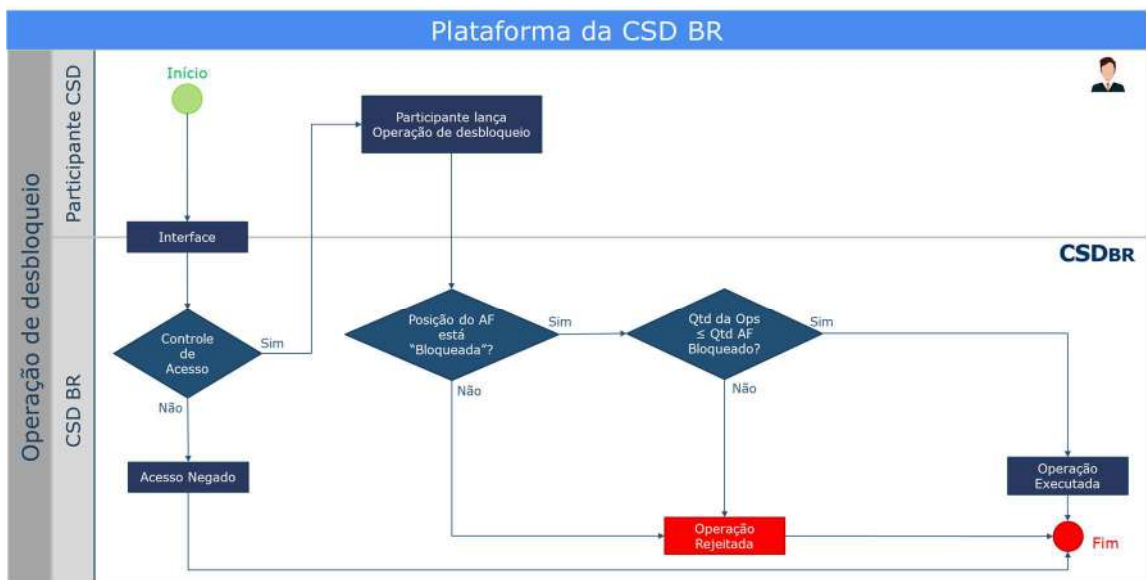 Plataforma da CSD BR
Operação de desbloqueio
Participante CSD
CSD BR
Início
Participante lança
Operação de desbloqueio
Interface
CSDBR
Controle
de
Acesso
Sim
Não
Posição do AF
está
"Bloqueada"?
Sim
Não
Qtd da Ops
≤ Qtd AF
Bloqueado?
Sim
Não
Acesso Negado
Operação
Executada
Operação
Rejeitada
Fim